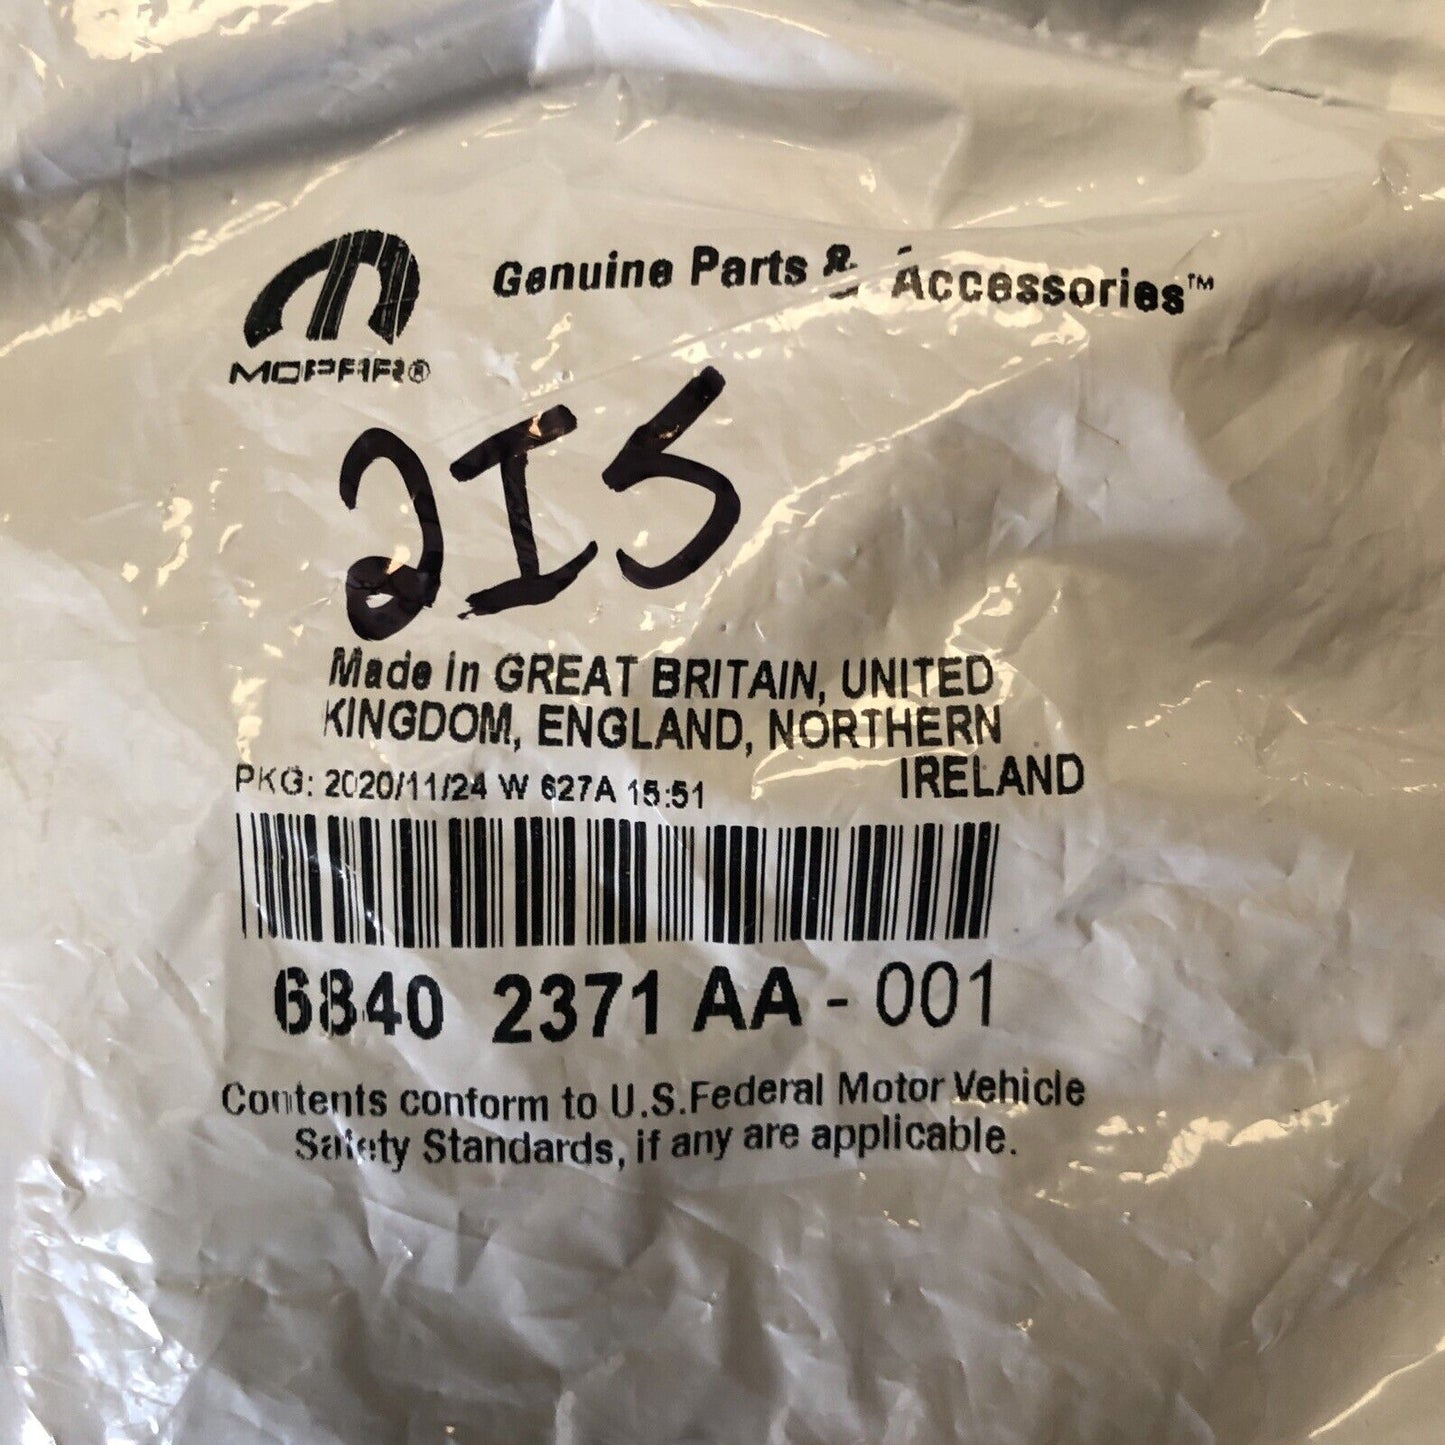 MOPAR®
Genuine Parts & Accessories™
2I5
Made in GREAT BRITAIN, UNITED
KINGDOM, ENGLAND, NORTHERN
IRELAND
PKG: 2020/11/24 W 627A 15:51
6840 2371 AA - 001
Contents conform to U.S.Federal Motor Vehicle
Safety Standards, if any are applicable.